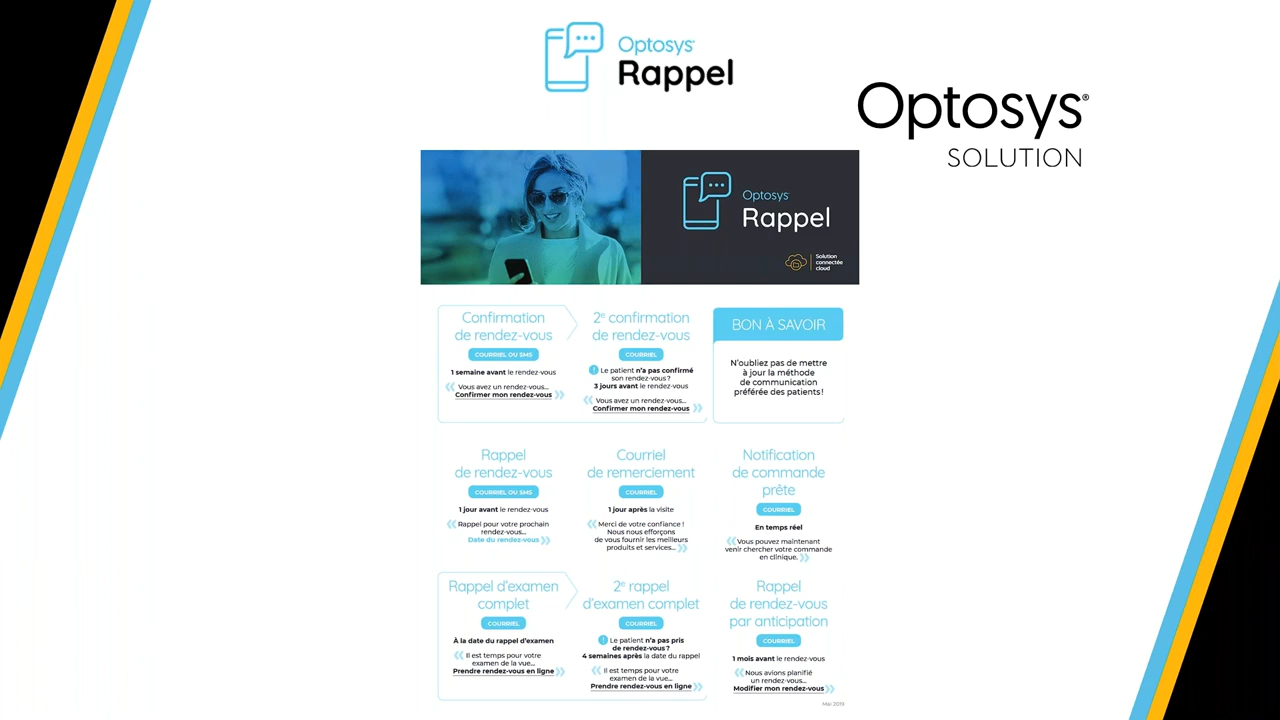 Optosys
Rappel
Optosys®
SOLUTION
Optosys
Rappel
Solution
connectée
cloud
Confirmation
de rendez-vous
COURRIEL OU SMS
1 semaine avant le rendez-vous
« Vous avez un rendez-vous...
Confirmer mon rendez-vous »
2e confirmation
de rendez-vous
COURRIEL
! Le patient n'a pas confirmé
son rendez-vous ?
3 jours avant le rendez-vous
« Vous avez un rendez-vous...
Confirmer mon rendez-vous »
BON À SAVOIR
N'oubliez pas de mettre
à jour la méthode
de communication
préférée des patients !
Rappel
de rendez-vous
COURRIEL OU SMS
1 jour avant le rendez-vous
« Rappel pour votre prochain
rendez-vous...
Date du rendez-vous »
Courriel
de remerciement
COURRIEL
1 jour après la visite
« Merci de votre confiance !
Nous nous efforçons
de vous fournir les meilleurs
produits et services... »
Notification
de commande
prête
COURRIEL
En temps réel
« Vous pouvez maintenant
venir chercher votre commande
en clinique. »
Rappel d'examen
complet
COURRIEL
À la date du rappel d'examen
« Il est temps pour votre
examen de la vue...
Prendre rendez-vous en ligne »
2e rappel
d'examen complet
COURRIEL
! Le patient n'a pas pris
de rendez-vous ?
4 semaines après la date du rappel
« Il est temps pour votre
examen de la vue...
Prendre rendez-vous en ligne »
Rappel
de rendez-vous
par anticipation
COURRIEL
1 mois avant le rendez-vous
« Nous avions planifié
un rendez-vous...
Modifier mon rendez-vous »
Mai 2019